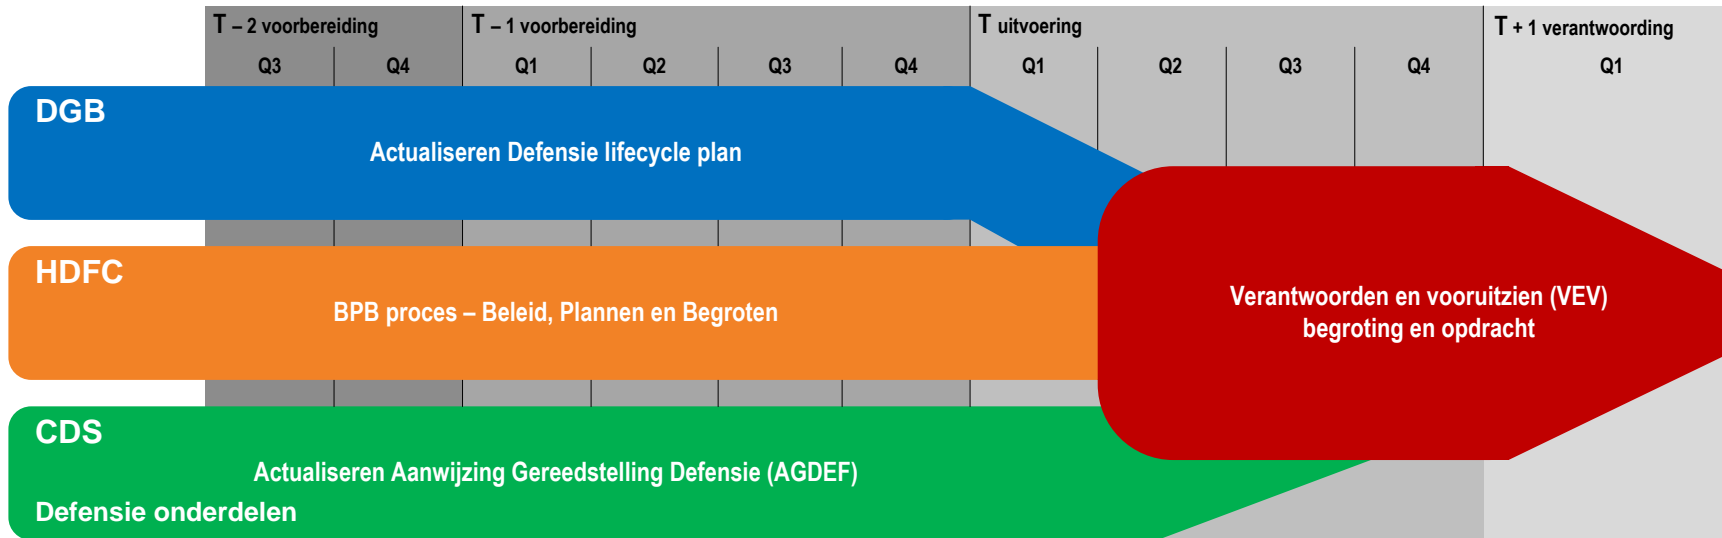 T – 2 voorbereiding
T – 1 voorbereiding
T uitvoering
T + 1 verantwoording
Q3 Q4 Q1 Q2 Q3 Q4 Q1 Q2 Q3 Q4 Q1
DGB
Actualiseren Defensie lifecycle plan
HDFC
BPB proces – Beleid, Plannen en Begroten
Verantwoorden en vooruitzien (VEV)
begroting en opdracht
CDS
Actualiseren Aanwijzing Gereedstelling Defensie (AGDEF)
Defensie onderdelen